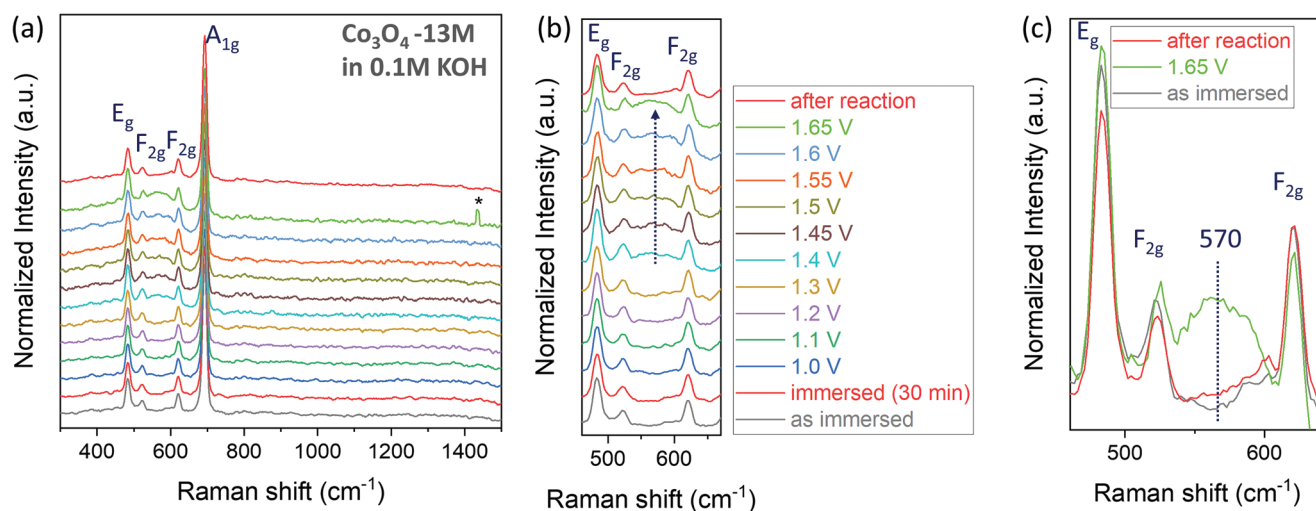 (a)
Co₃O₄ -13M
in 0.1M KOH
A₁g
Eg
F₂g
F₂g
*
Normalized Intensity (a.u.)
400 600 800 1000 1200 1400
Raman shift (cm⁻¹)
(b)
Eg
F₂g
F₂g
Normalized Intensity (a.u.)
500 600
Raman shift (cm⁻¹)
after reaction
1.65 V
1.6 V
1.55 V
1.5 V
1.45 V
1.4 V
1.3 V
1.2 V
1.1 V
1.0 V
immersed (30 min)
as immersed
(c)
Eg
after reaction
1.65 V
as immersed
F₂g
F₂g
570
Normalized Intensity (a.u.)
500 600
Raman shift (cm⁻¹)